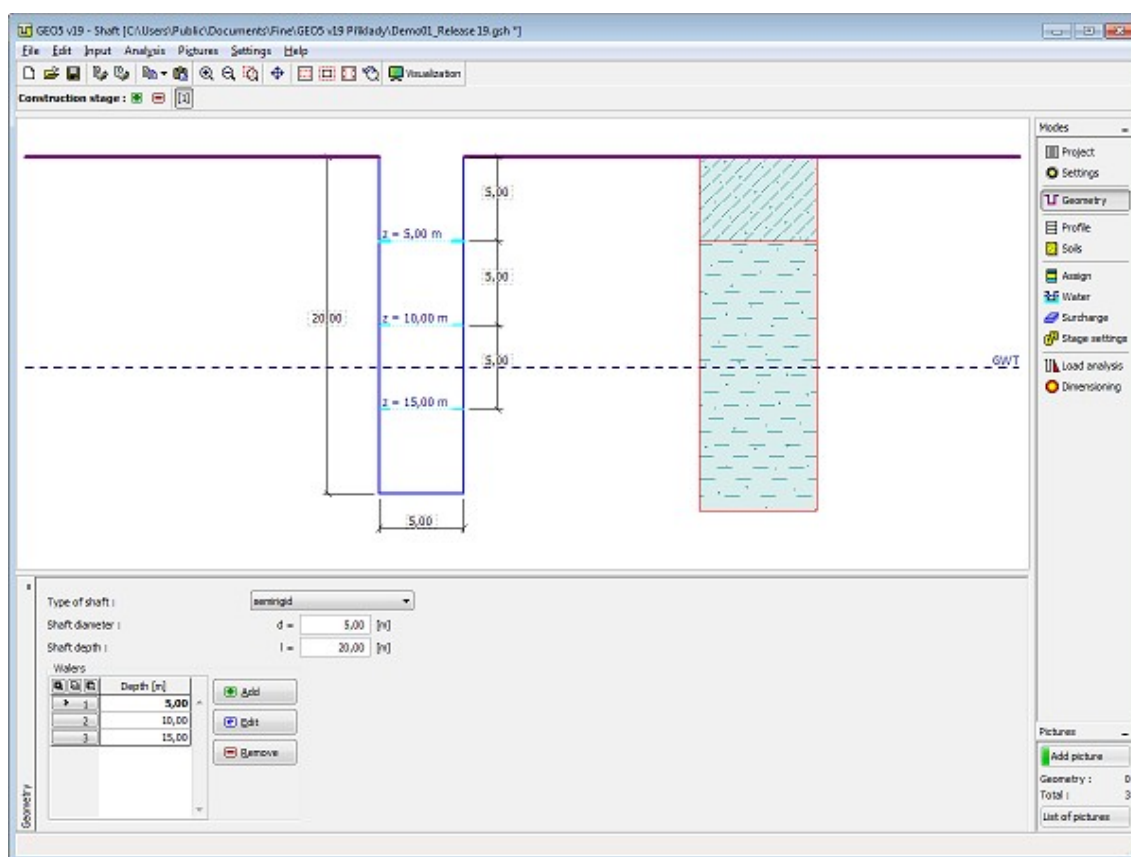 GEO5 v19 - Shaft [C:\Users\Public\Documents\Fine\GEO5 v19 Příklady\Demo01_Release 19.gsh *]
File Edit Input Analysis Pictures Settings Help
Visualization
Construction stage : [1]
5,00
z = 5,00 m
5,00
20,00
z = 10,00 m
5,00
GWT
z = 15,00 m
5,00
Modes
Project
Settings
Geometry
Profile
Soils
Assign
Water
Surcharge
Stage settings
Load analysis
Dimensioning
Type of shaft : semirigid
Shaft diameter : d = 5,00 [m]
Shaft depth : l = 20,00 [m]
Walers
Depth [m]
1 5,00
2 10,00
3 15,00
Add
Edit
Remove
Geometry
Pictures
Add picture
Geometry : 0
Total : 3
List of pictures